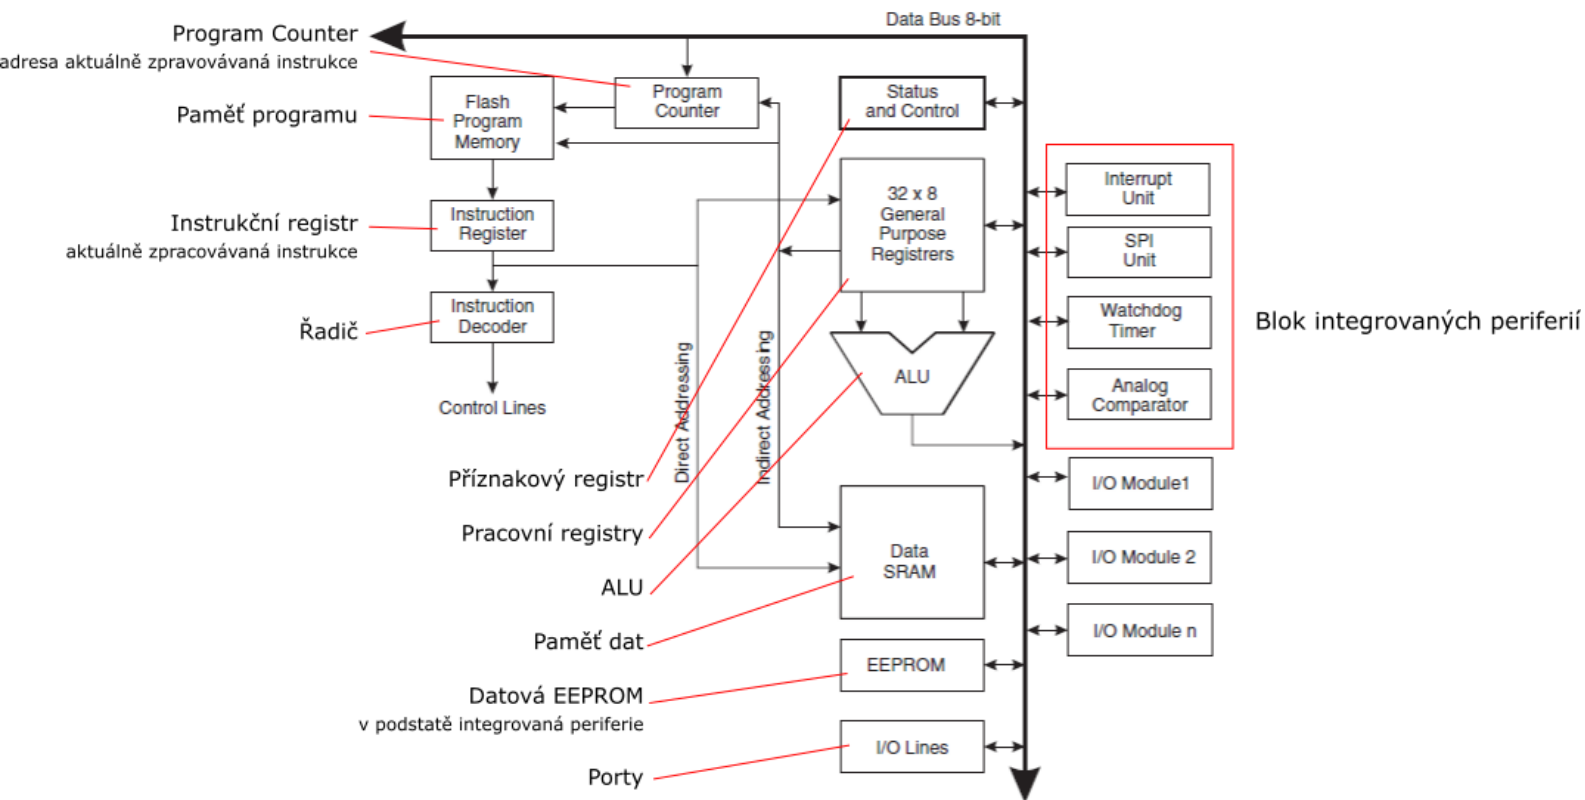 Data Bus 8-bit
Program Counter
adresa aktuálně zpravovávaná instrukce
Paměť programu
Instrukční registr
aktuálně zpracovávaná instrukce
Řadič
Flash
Program
Memory
Program
Counter
Instruction
Register
Instruction
Decoder
Control Lines
Direct Addressing
Indirect Addressing
Status
and Control
32 x 8
General
Purpose
Registrers
ALU
Příznakový registr
Pracovní registry
ALU
Paměť dat
Datová EEPROM
v podstatě integrovaná periferie
Porty
Data
SRAM
EEPROM
I/O Lines
Interrupt
Unit
SPI
Unit
Watchdog
Timer
Analog
Comparator
Blok integrovaných periferií
I/O Module1
I/O Module 2
I/O Module n